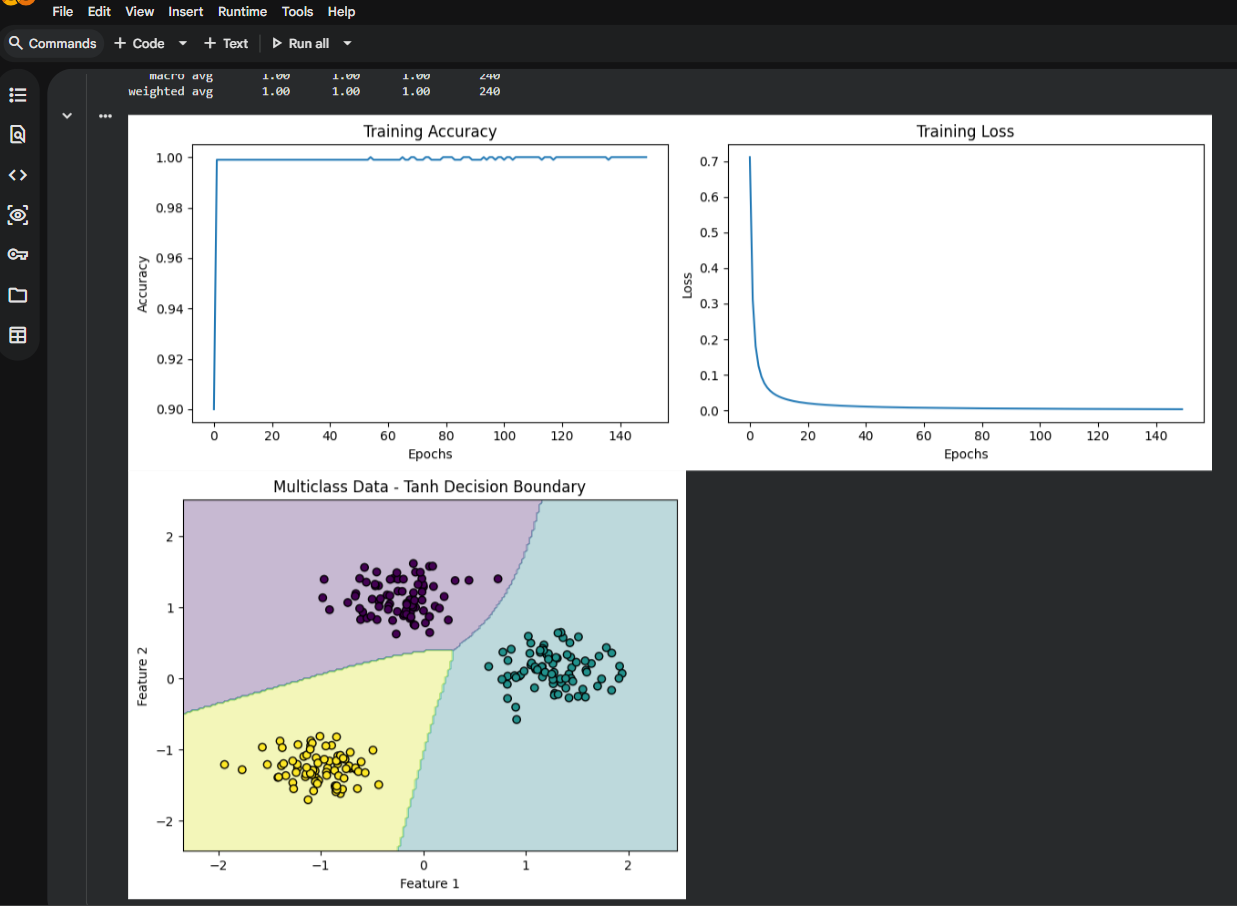 File Edit View Insert Runtime Tools Help
Commands + Code + Text Run all
macro avg 1.00 1.00 1.00 240
weighted avg 1.00 1.00 1.00 240
Training Accuracy
1.00
0.98
0.96
0.94
0.92
0.90
Accuracy
0 20 40 60 80 100 120 140
Epochs
Training Loss
0.7
0.6
0.5
0.4
0.3
0.2
0.1
0.0
Loss
0 20 40 60 80 100 120 140
Epochs
Multiclass Data - Tanh Decision Boundary
2
1
0
−1
−2
Feature 2
−2 −1 0 1 2
Feature 1